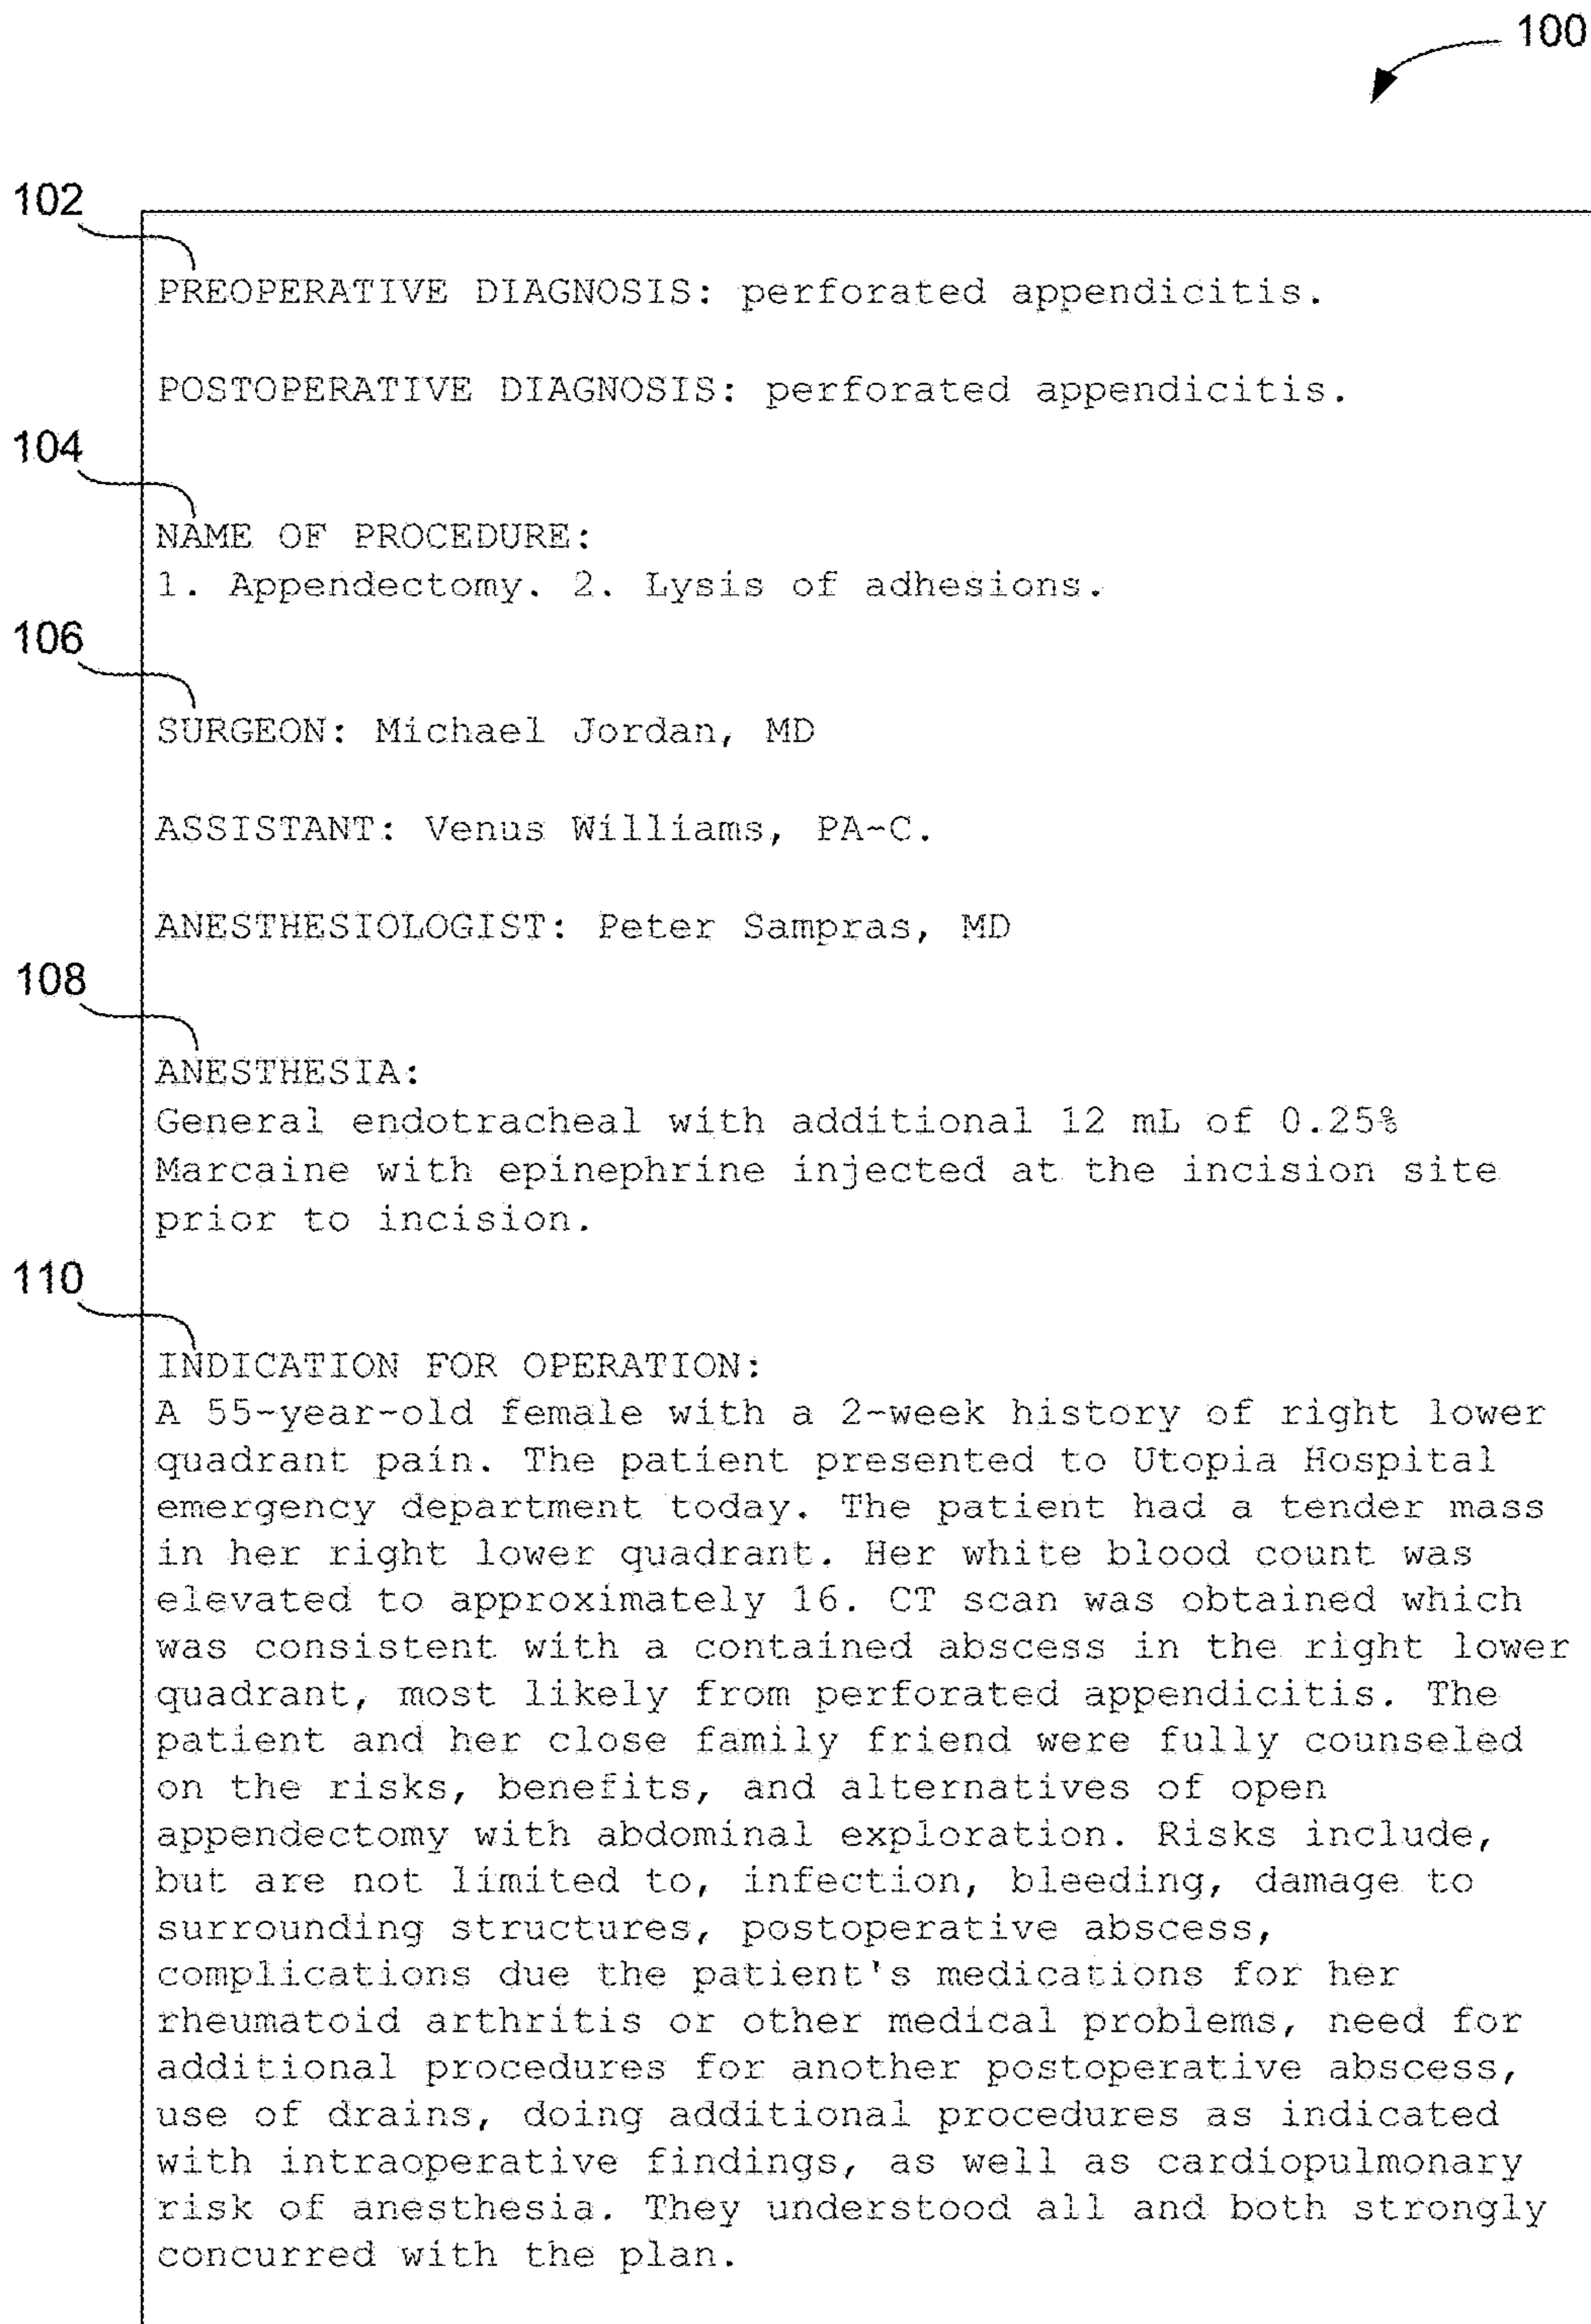 100
102
PREOPERATIVE DIAGNOSIS: perforated appendicitis.
POSTOPERATIVE DIAGNOSIS: perforated appendicitis.
104
NAME OF PROCEDURE:
1. Appendectomy. 2. Lysis of adhesions.
106
SURGEON: Michael Jordan, MD
ASSISTANT: Venus Williams, PA-C.
ANESTHESIOLOGIST: Peter Sampras, MD
108
ANESTHESIA:
General endotracheal with additional 12 mL of 0.25%
Marcaine with epinephrine injected at the incision site
prior to incision.
110
INDICATION FOR OPERATION:
A 55-year-old female with a 2-week history of right lower
quadrant pain. The patient presented to Utopia Hospital
emergency department today. The patient had a tender mass
in her right lower quadrant. Her white blood count was
elevated to approximately 16. CT scan was obtained which
was consistent with a contained abscess in the right lower
quadrant, most likely from perforated appendicitis. The
patient and her close family friend were fully counseled
on the risks, benefits, and alternatives of open
appendectomy with abdominal exploration. Risks include,
but are not limited to, infection, bleeding, damage to
surrounding structures, postoperative abscess,
complications due the patient's medications for her
rheumatoid arthritis or other medical problems, need for
additional procedures for another postoperative abscess,
use of drains, doing additional procedures as indicated
with intraoperative findings, as well as cardiopulmonary
risk of anesthesia. They understood all and both strongly
concurred with the plan.